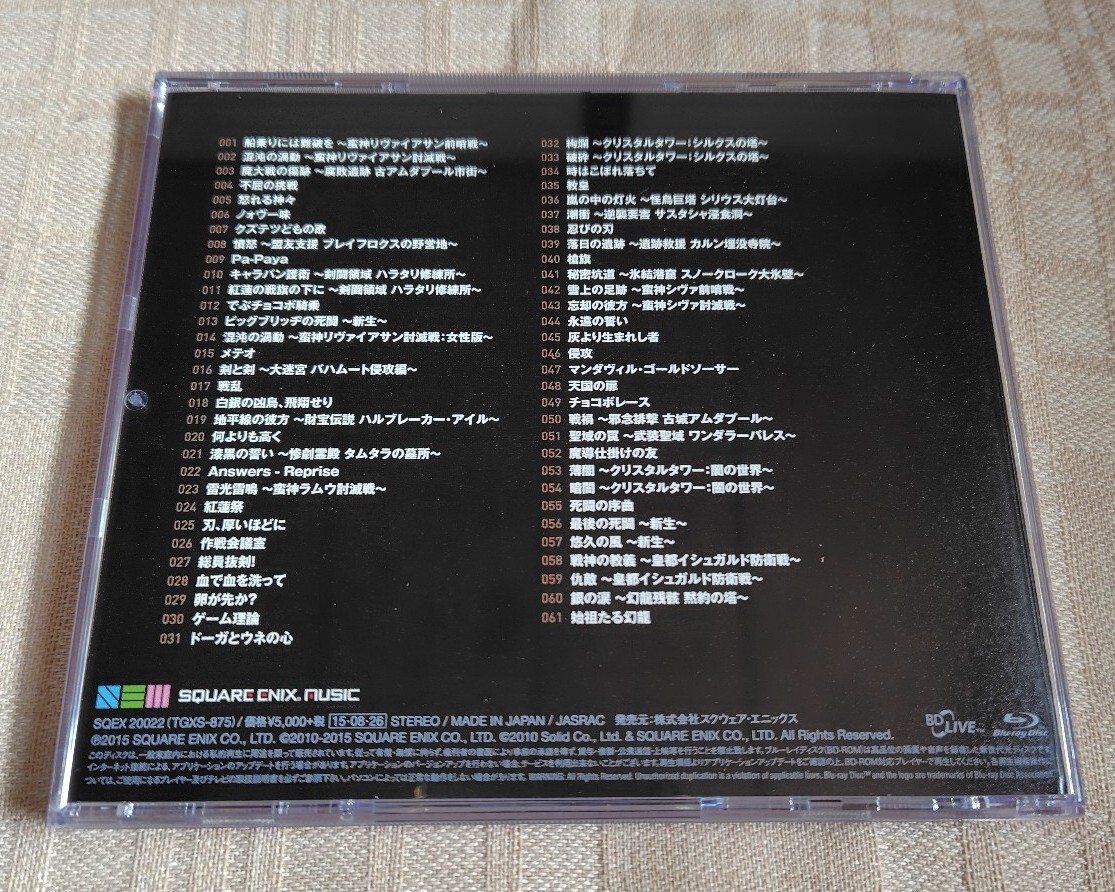 001 船乗りには難破を ～蛮神リヴァイアサン前哨戦～
002 混沌の渦動 ～蛮神リヴァイアサン討滅戦～
003 魔大戦の傷跡 ～腐敗遺跡 古アムダプール市街～
004 不屈の挑戦
005 怒れる神々
006 ノォヴー味
007 クズテツどもの歌
008 憤怒 ～盟友支援 ブレイフロクスの野営地～
009 Pa-Paya
010 キャラバン護衛 ～剣闘領域 ハラタリ修練所～
011 紅蓮の戦旗の下に ～剣闘領域 ハラタリ修練所～
012 でぶチョコボ騎乗
013 ビッグブリッヂの死闘 ～新生～
014 混沌の渦動 ～蛮神リヴァイアサン討滅戦:女性版～
015 メテオ
016 剣と剣 ～大迷宮 バハムート侵攻編～
017 戦乱
018 白銀の凶鳥、飛翔せり
019 地平線の彼方 ～財宝伝説 ハルブレーカー・アイル～
020 何よりも高く
021 漆黒の誓い ～惨劇霊殿 タムタラの墓所～
022 Answers - Reprise
023 雷光雷鳴 ～蛮神ラムウ討滅戦～
024 紅蓮祭
025 刃、厚いほどに
026 作戦会議室
027 総員抜剣!
028 血で血を洗って
029 卵が先か?
030 ゲーム理論
031 ドーガとウネの心
032 絢爛 ～クリスタルタワー:シルクスの塔～
033 破砕 ～クリスタルタワー:シルクスの塔～
034 時はこぼれ落ちて
035 教皇
036 嵐の中の灯火 ～怪鳥巨塔 シリウス大灯台～
037 潮衝 ～逆襲要害 サスタシャ浸食洞～
038 忍びの刃
039 落日の遺跡 ～遺跡救援 カルン埋没寺院～
040 槍旗
041 秘密坑道 ～氷結潜窟 スノークローク大氷壁～
042 雪上の足跡 ～蛮神シヴァ前哨戦～
043 忘却の彼方 ～蛮神シヴァ討滅戦～
044 永遠の誓い
045 灰より生まれし者
046 侵攻
047 マンダヴィル・ゴールドソーサー
048 天国の扉
049 チョコボレース
050 戦禍 ～邪念排撃 古城アムダプール～
051 聖域の罠 ～武装聖域 ワンダラーパレス～
052 魔導仕掛けの友
053 薄闇 ～クリスタルタワー:闇の世界～
054 暗闇 ～クリスタルタワー:闇の世界～
055 死闘の序曲
056 最後の死闘 ～新生～
057 悠久の風 ～新生～
058 戦神の教義 ～皇都イシュガルド防衛戦～
059 仇敵 ～皇都イシュガルド防衛戦～
060 銀の涙 ～幻龍残骸 黙約の塔～
061 始祖たる幻龍
SEM SQUARE ENIX. MUSIC
SQEX 20022 (TGXS-875) / 価格¥5,000+税 15・08・26 STEREO / MADE IN JAPAN / JASRAC 発売元:株式会社スクウェア・エニックス
℗2015 SQUARE ENIX CO., LTD. ©2010-2015 SQUARE ENIX CO., LTD. ©2010 Solid Co., Ltd. & SQUARE ENIX CO., LTD. All Rights Reserved.
BD LIVE™ Blu-ray Disc
WARNING: All Rights Reserved. Unauthorized duplication is a violation of applicable laws. Blu-ray Disc™ and the logo are trademarks of Blu-ray Disc Association.